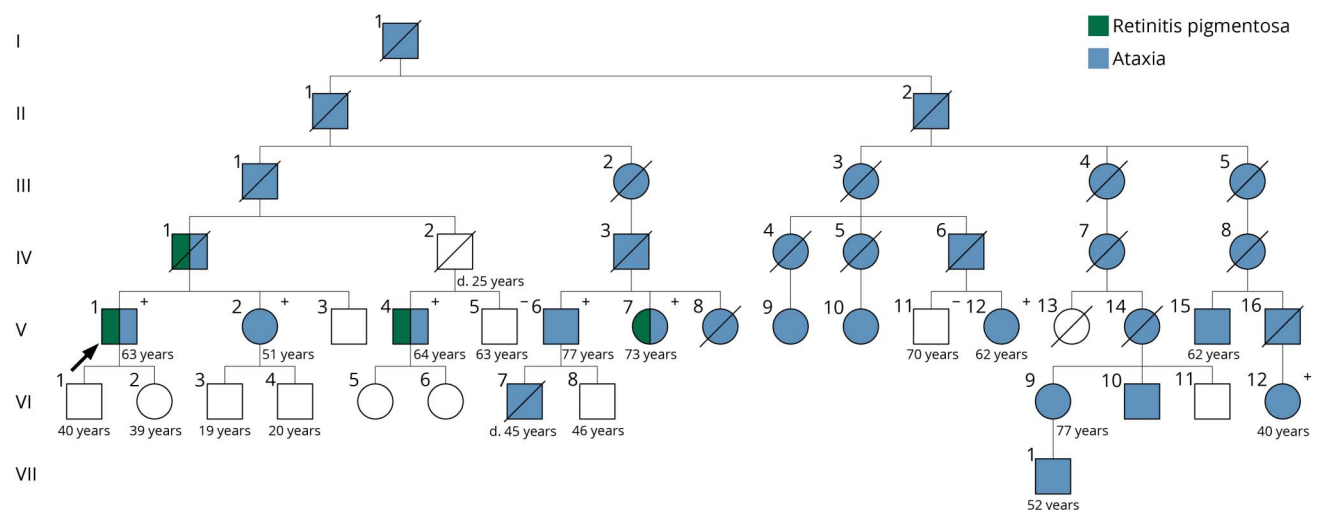 I
1
Retinitis pigmentosa
Ataxia
II
1 2
III
1 2 3 4 5
IV
1 2 3 4 5 6 7 8
d. 25 years
V
1 + 2 + 3 4 + 5 − 6 + 7 + 8 9 10 11 − 12 + 13 14 15 16
63 years 51 years 64 years 63 years 77 years 73 years 70 years 62 years 62 years
VI
1 2 3 4 5 6 7 8 9 10 11 12 +
40 years 39 years 19 years 20 years d. 45 years 46 years 77 years 40 years
VII
1
52 years